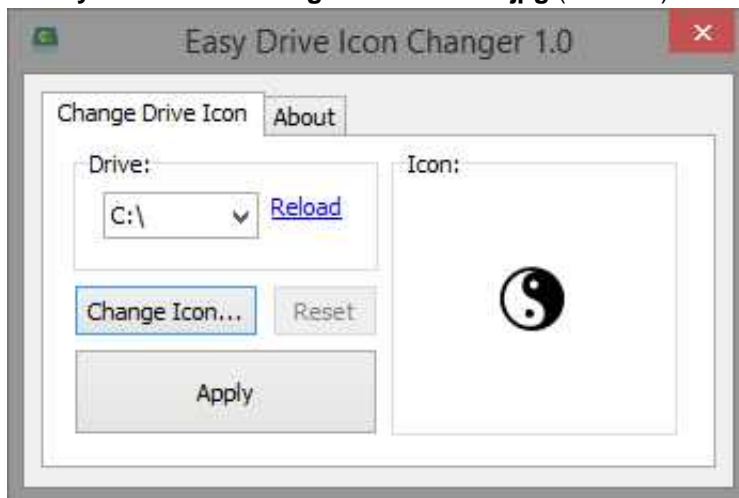 Easy Drive Icon Changer 1.0
Change Drive Icon About
Drive:
C:\ Reload
Icon:
Change Icon... Reset
Apply